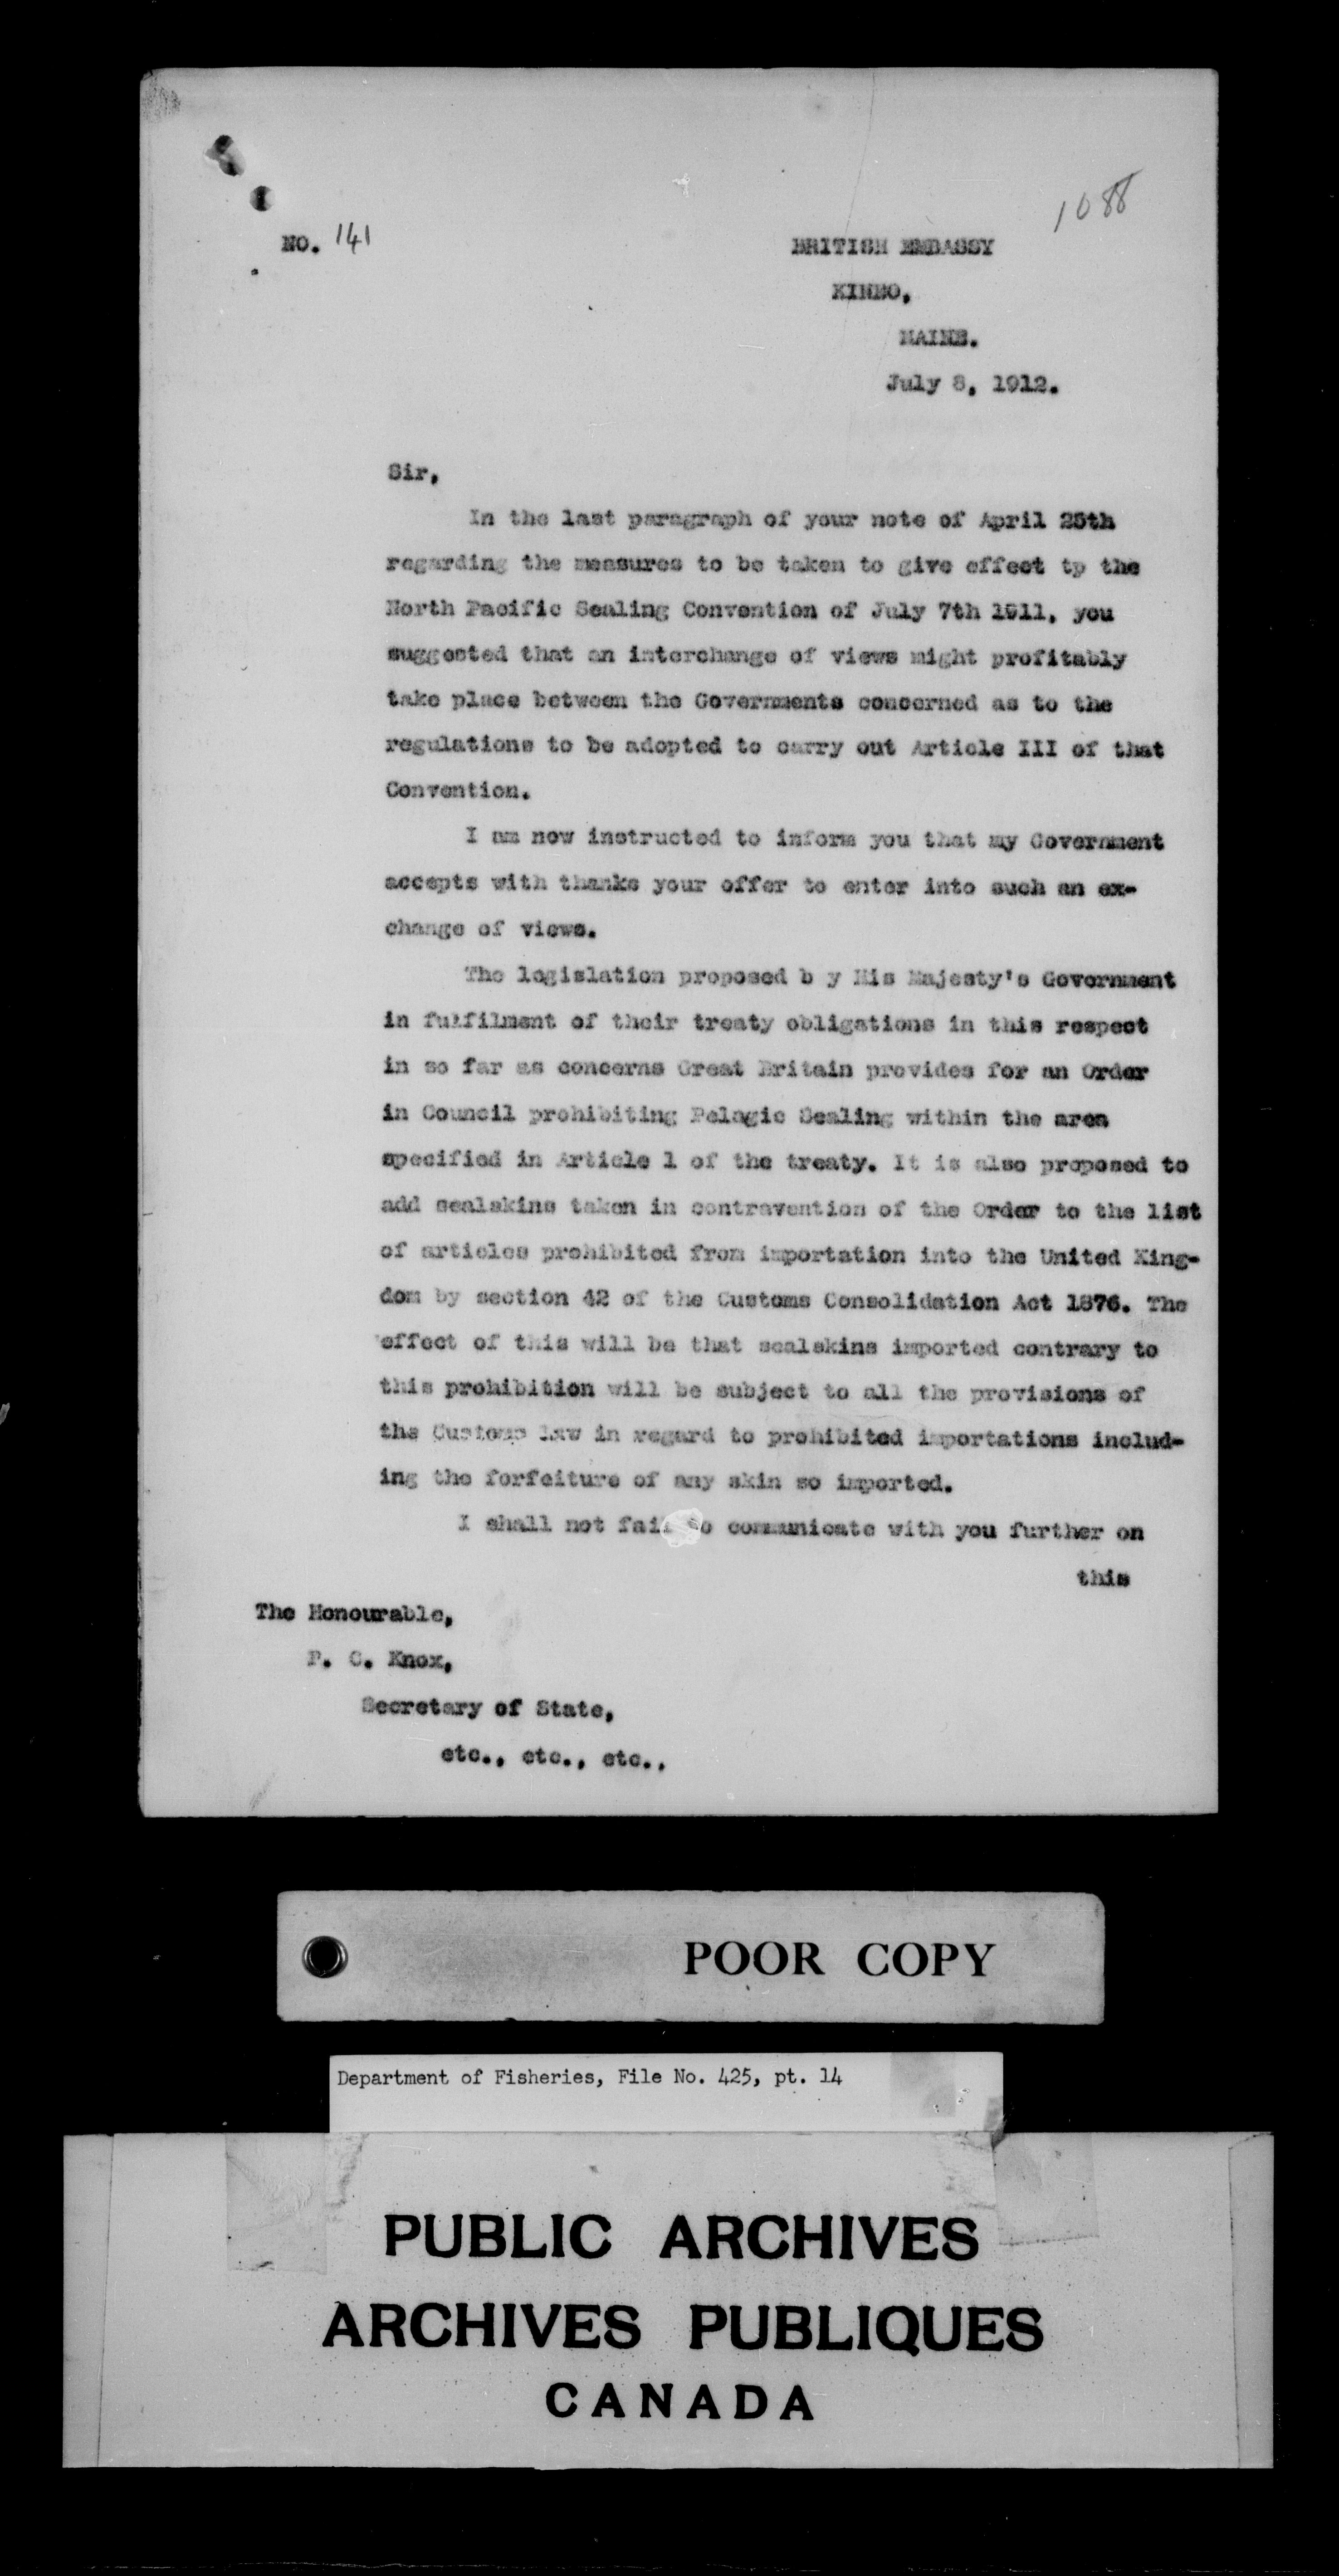 1088
NO. 141
BRITISH EMBASSY
KINEO,
MAINE.
July 8, 1912.
Sir,
In the last paragraph of your note of April 25th
regarding the measures to be taken to give effect tp the
North Pacific Sealing Convention of July 7th 1911, you
suggested that an interchange of views might profitably
take place between the Governments concerned as to the
regulations to be adopted to carry out Article III of that
Convention.
I am now instructed to inform you that my Government
accepts with thanks your offer to enter into such an ex-
change of views.
The legislation proposed b y His Majesty's Government
in fulfilment of their treaty obligations in this respect
in so far as concerns Great Britain provides for an Order
in Council prohibiting Pelagic Sealing within the area
specified in Article 1 of the treaty. It is also proposed to
add sealskins taken in contravention of the Order to the list
of articles prohibited from importation into the United King-
dom by section 42 of the Customs Consolidation Act 1876. The
effect of this will be that sealskins imported contrary to
this prohibition will be subject to all the provisions of
the Customs law in regard to prohibited importations includ-
ing the forfeiture of any skin so imported.
I shall not fail to communicate with you further on
this
The Honourable,
P. C. Knox,
Secretary of State,
etc., etc., etc.,
POOR COPY
Department of Fisheries, File No. 425, pt. 14
PUBLIC ARCHIVES
ARCHIVES PUBLIQUES
CANADA